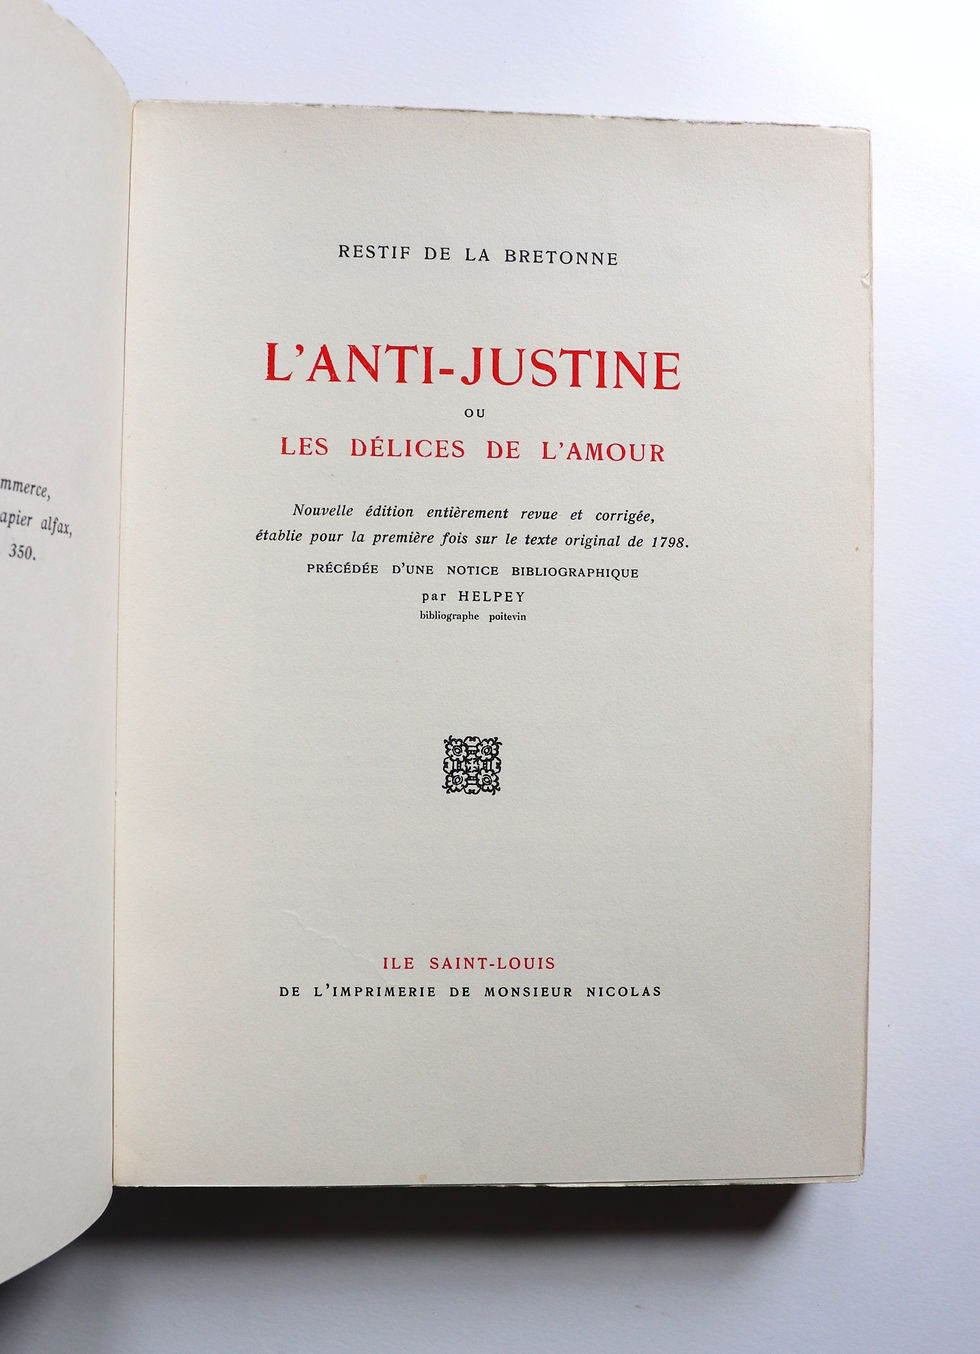 mmerce,
apier alfax,
350.
RESTIF DE LA BRETONNE
L'ANTI-JUSTINE
OU
LES DÉLICES DE L'AMOUR
Nouvelle édition entièrement revue et corrigée,
établie pour la première fois sur le texte original de 1798.
PRÉCÉDÉE D'UNE NOTICE BIBLIOGRAPHIQUE
par HELPEY
bibliographe poitevin
ILE SAINT-LOUIS
DE L'IMPRIMERIE DE MONSIEUR NICOLAS